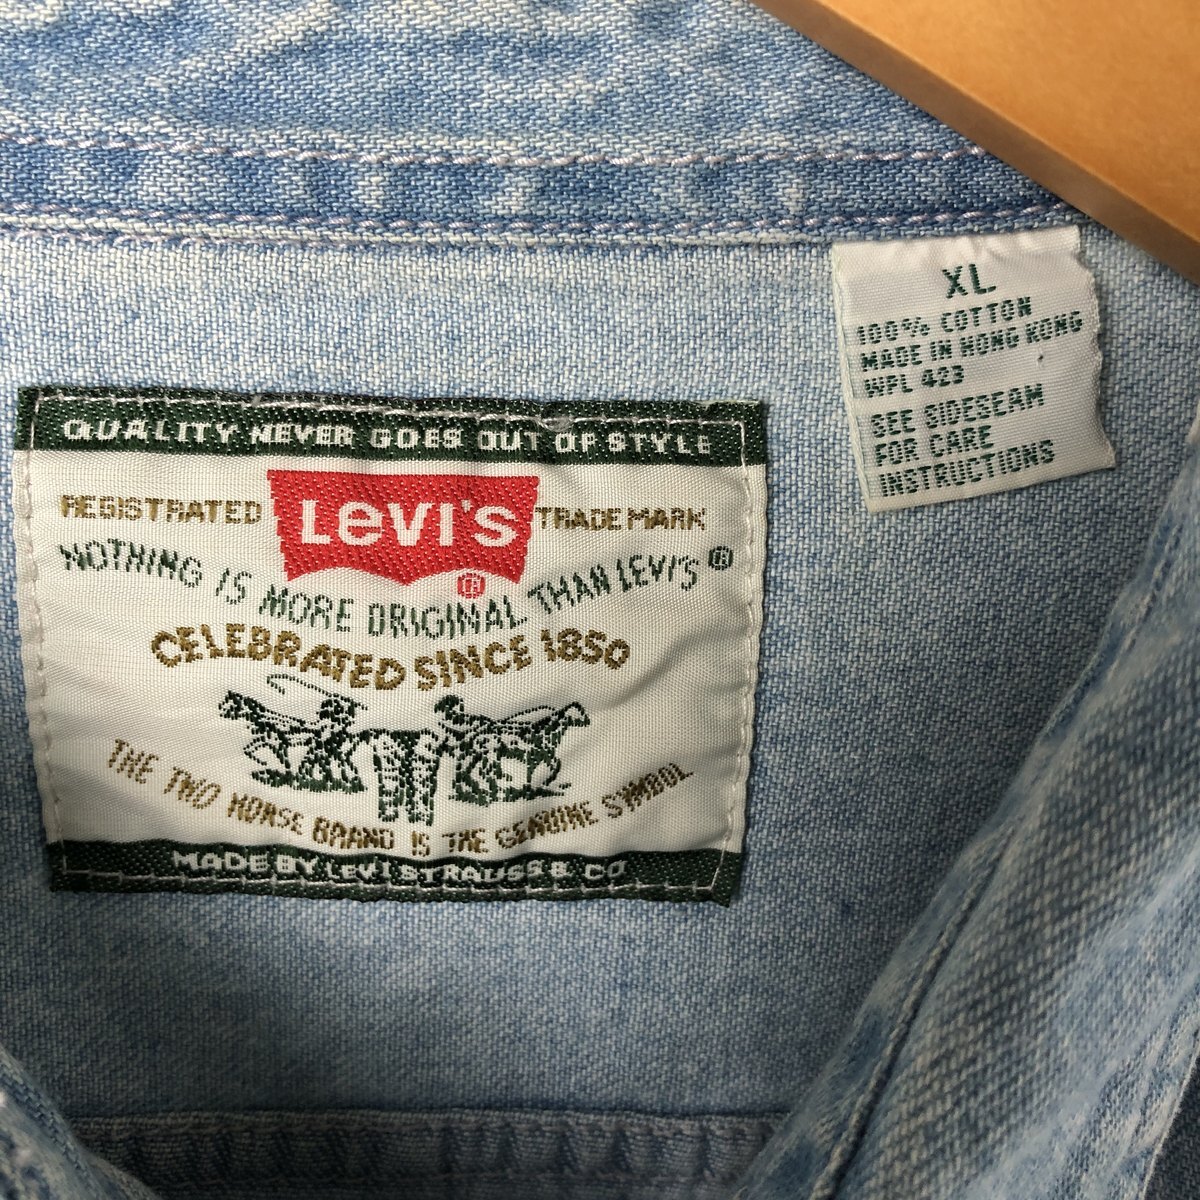 XL
100% COTTON
MADE IN HONG KONG
WPL 423
SEE SIDESEAM
FOR CARE
INSTRUCTIONS
QUALITY NEVER GOES OUT OF STYLE
REGISTRATED LEVI'S TRADE MARK
®
NOTHING IS MORE ORIGINAL THAN LEVI'S®
CELEBRATED SINCE 1850
THE TWO HORSE BRAND IS THE GENUINE SYMBOL
MADE BY LEVI STRAUSS & CO